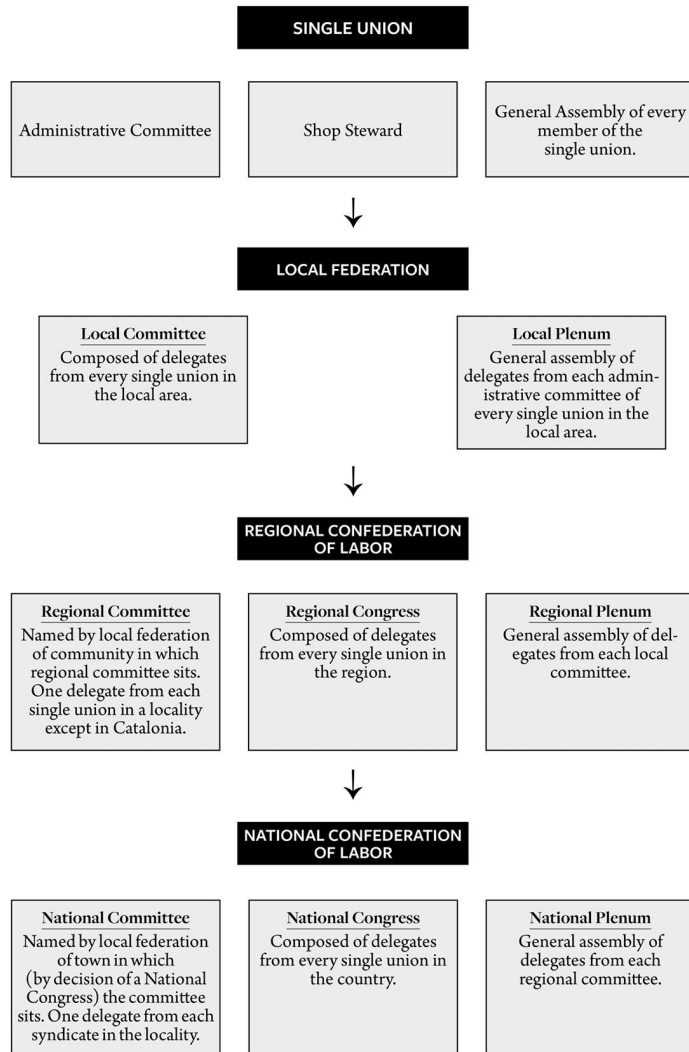 SINGLE UNION
Administrative Committee
Shop Steward
General Assembly of every
member of the
single union.
LOCAL FEDERATION
Local Committee
Composed of delegates
from every single union in
the local area.
Local Plenum
General assembly of
delegates from each admin-
istrative committee of
every single union in the
local area.
REGIONAL CONFEDERATION
OF LABOR
Regional Committee
Named by local federation
of community in which
regional committee sits.
One delegate from each
single union in a locality
except in Catalonia.
Regional Congress
Composed of delegates
from every single union in
the region.
Regional Plenum
General assembly of del-
egates from each local
committee.
NATIONAL CONFEDERATION
OF LABOR
National Committee
Named by local federation
of town in which
(by decision of a National
Congress) the committee
sits. One delegate from each
syndicate in the locality.
National Congress
Composed of delegates
from every single union in
the country.
National Plenum
General assembly of
delegates from each
regional committee.